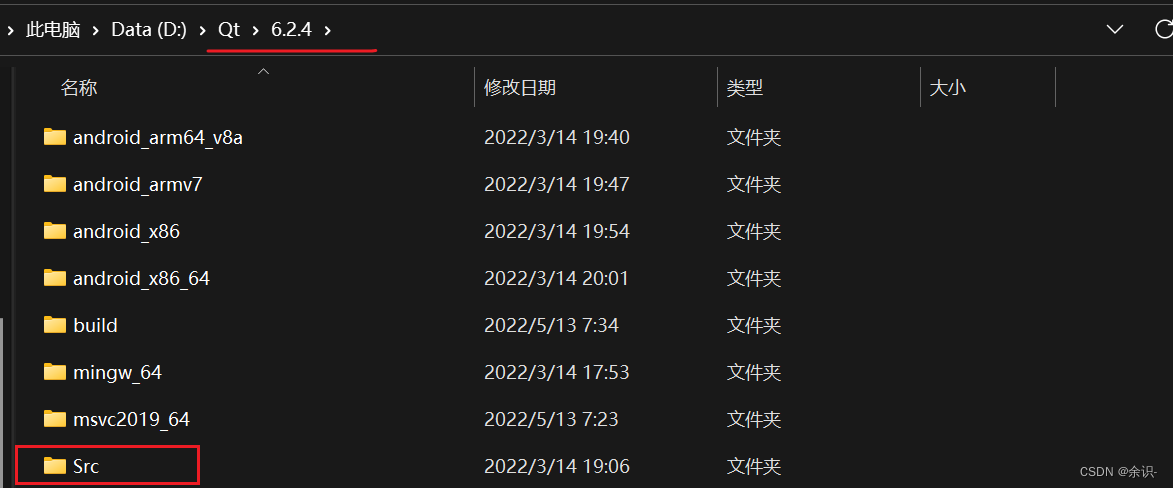 此电脑 Data (D:) Qt 6.2.4
名称 修改日期 类型 大小
android_arm64_v8a 2022/3/14 19:40 文件夹
android_armv7 2022/3/14 19:47 文件夹
android_x86 2022/3/14 19:54 文件夹
android_x86_64 2022/3/14 20:01 文件夹
build 2022/5/13 7:34 文件夹
mingw_64 2022/3/14 17:53 文件夹
msvc2019_64 2022/5/13 7:23 文件夹
Src 2022/3/14 19:06 文件夹
CSDN @余识-